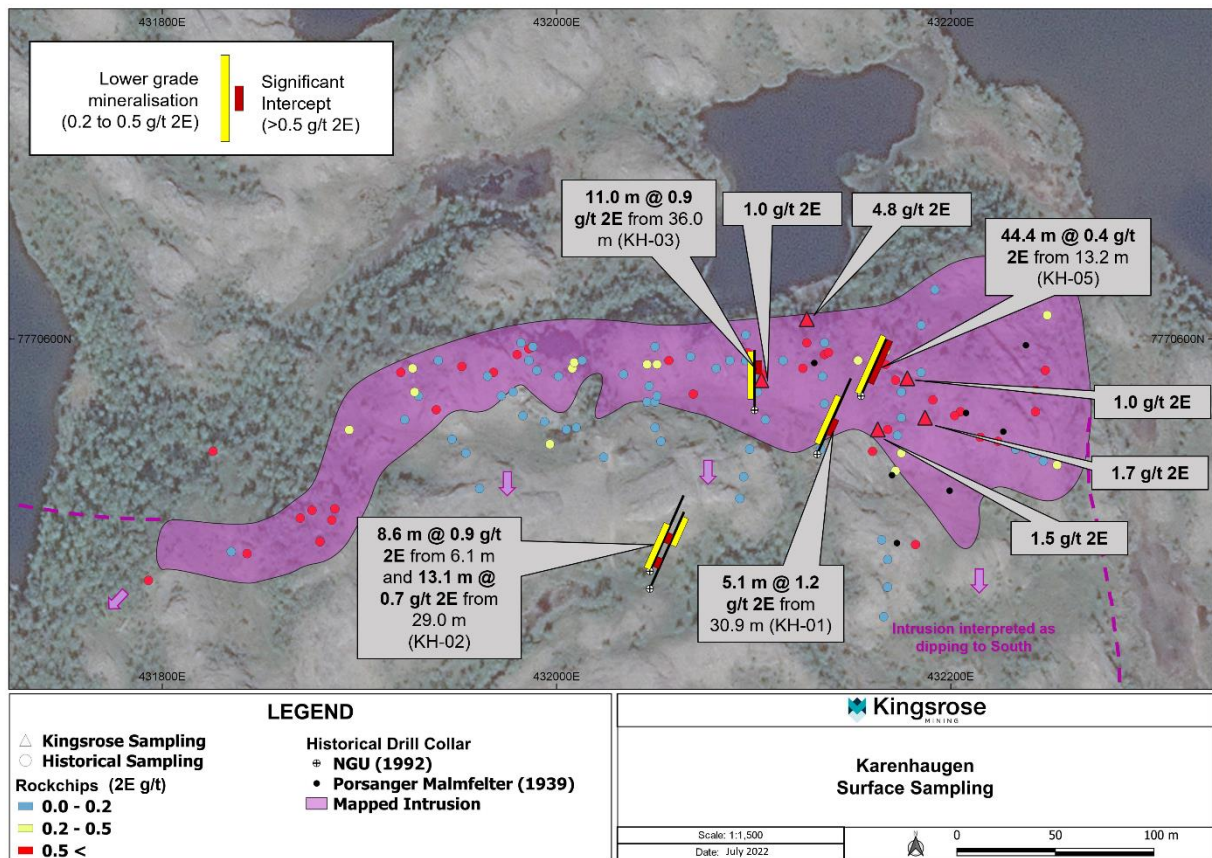 431800E
432000E
432200E
Lower grade
mineralisation
(0.2 to 0.5 g/t 2E)
Significant
Intercept
(>0.5 g/t 2E)
11.0 m @ 0.9
g/t 2E from 36.0
m (KH-03)
1.0 g/t 2E
4.8 g/t 2E
44.4 m @ 0.4 g/t
2E from 13.2 m
(KH-05)
7770600N
7770600N
1.0 g/t 2E
1.7 g/t 2E
1.5 g/t 2E
8.6 m @ 0.9 g/t
2E from 6.1 m
and 13.1 m @
0.7 g/t 2E from
29.0 m
(KH-02)
5.1 m @ 1.2
g/t 2E from
30.9 m (KH-01)
Intrusion interpreted as
dipping to South
431800E
432000E
432200E
LEGEND
Kingsrose Sampling
Historical Sampling
Rockchips (2E g/t)
0.0 - 0.2
0.2 - 0.5
0.5 <
Historical Drill Collar
NGU (1992)
Porsanger Malmfelter (1939)
Mapped Intrusion
Kingsrose
MINING
Karenhaugen
Surface Sampling
Scale: 1:1,500
Date: July 2022
N
0 50 100 m